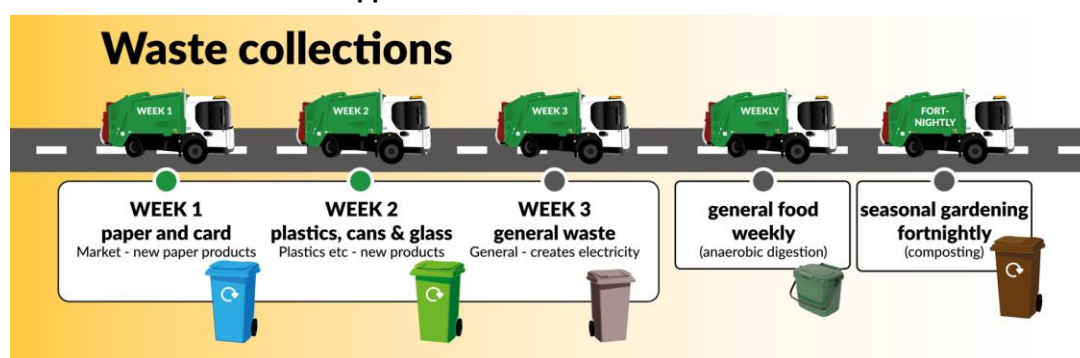 Waste collections
WEEK 1
WEEK 2
WEEK 3
WEEKLY
FORT-
NIGHTLY
WEEK 1
paper and card
Market - new paper products
WEEK 2
plastics, cans & glass
Plastics etc - new products
WEEK 3
general waste
General - creates electricity
general food
weekly
(anaerobic digestion)
seasonal gardening
fortnightly
(composting)